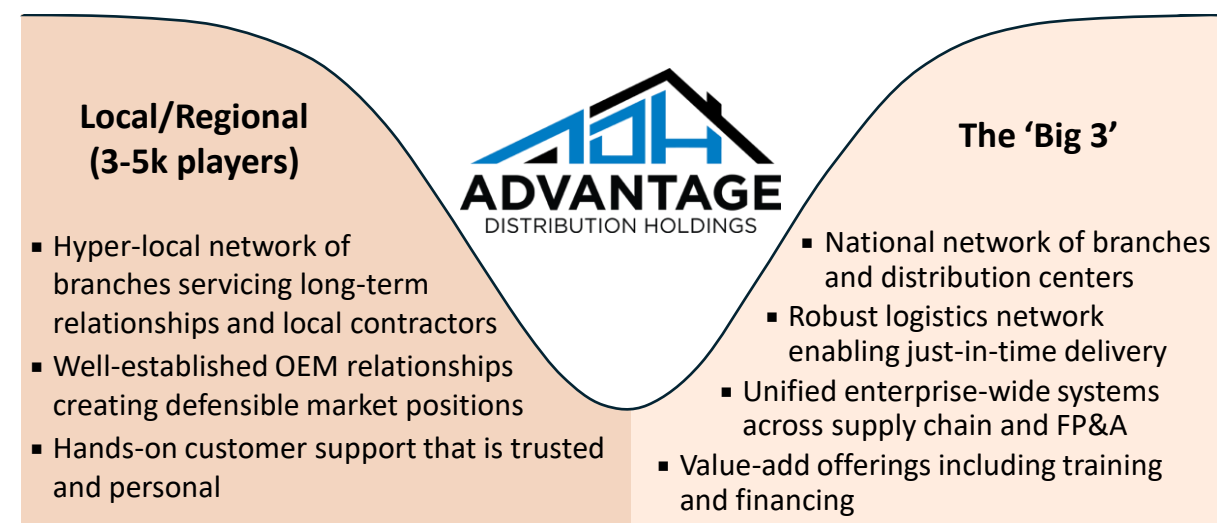 Local/Regional
(3-5k players)
▪ Hyper-local network of
branches servicing long-term
relationships and local contractors
▪ Well-established OEM relationships
creating defensible market positions
▪ Hands-on customer support that is trusted
and personal
ADH
ADVANTAGE
DISTRIBUTION HOLDINGS
The ‘Big 3’
▪ National network of branches
and distribution centers
▪ Robust logistics network
enabling just-in-time delivery
▪ Unified enterprise-wide systems
across supply chain and FP&A
▪ Value-add offerings including training
and financing